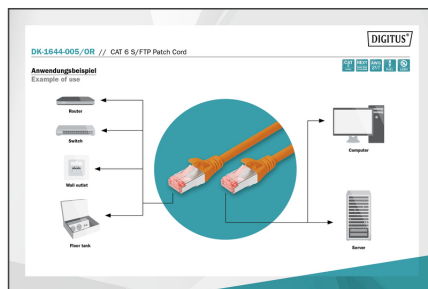 DIGITUS
DK-1644-005/OR // CAT 6 S/FTP Patch Cord
Anwendungsbeispiel
Example of use
Router
Switch
Wall outlet
Floor tank
Computer
Server